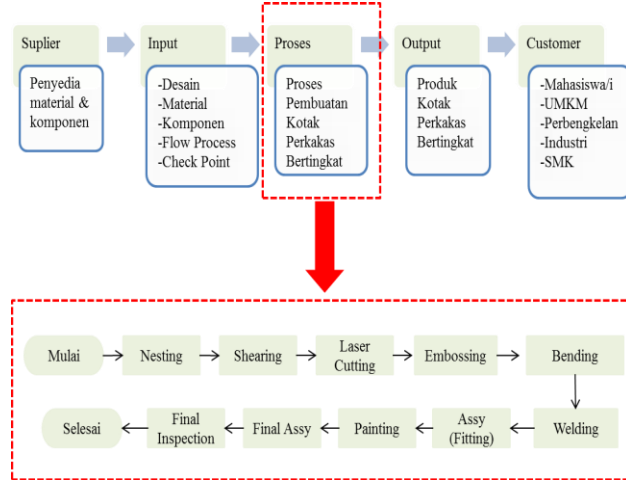 Suplier
Input
Proses
Output
Customer
Penyedia
material &
komponen
-Desain
-Material
-Komponen
-Flow Process
-Check Point
Proses
Pembuatan
Kotak
Perkakas
Bertingkat
Produk
Kotak
Perkakas
Bertingkat
-Mahasiswa/i
-UMKM
-Perbengkelan
-Industri
-SMK
Mulai
Nesting
Shearing
Laser
Cutting
Embossing
Bending
Selesai
Final
Inspection
Final Assy
Painting
Assy
(Fitting)
Welding